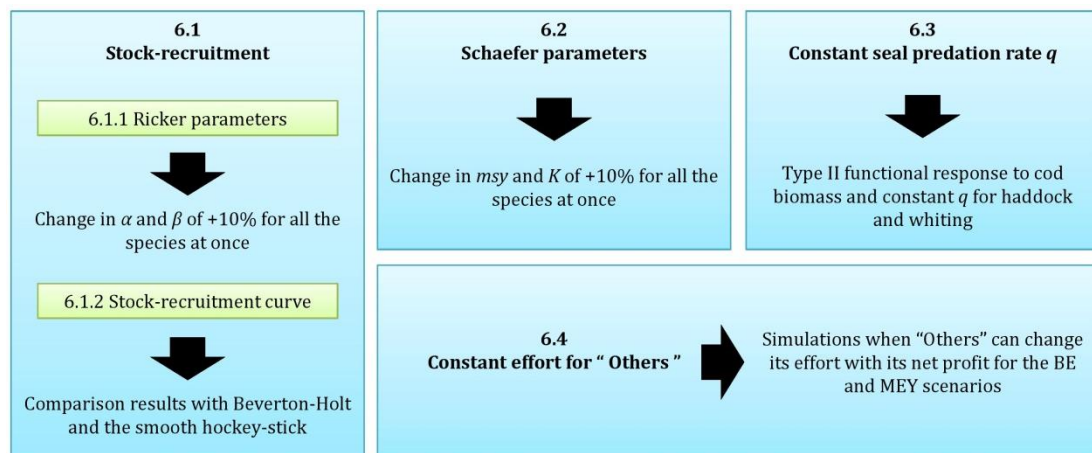 6.1
Stock-recruitment
6.1.1 Ricker parameters
Change in α and β of +10% for all the
species at once
6.1.2 Stock-recruitment curve
Comparison results with Beverton-Holt
and the smooth hockey-stick
6.2
Schaefer parameters
Change in msy and K of +10% for all the
species at once
6.3
Constant seal predation rate q
Type II functional response to cod
biomass and constant q for haddock
and whiting
6.4
Constant effort for “ Others ”
Simulations when “Others” can change
its effort with its net profit for the BE
and MEY scenarios